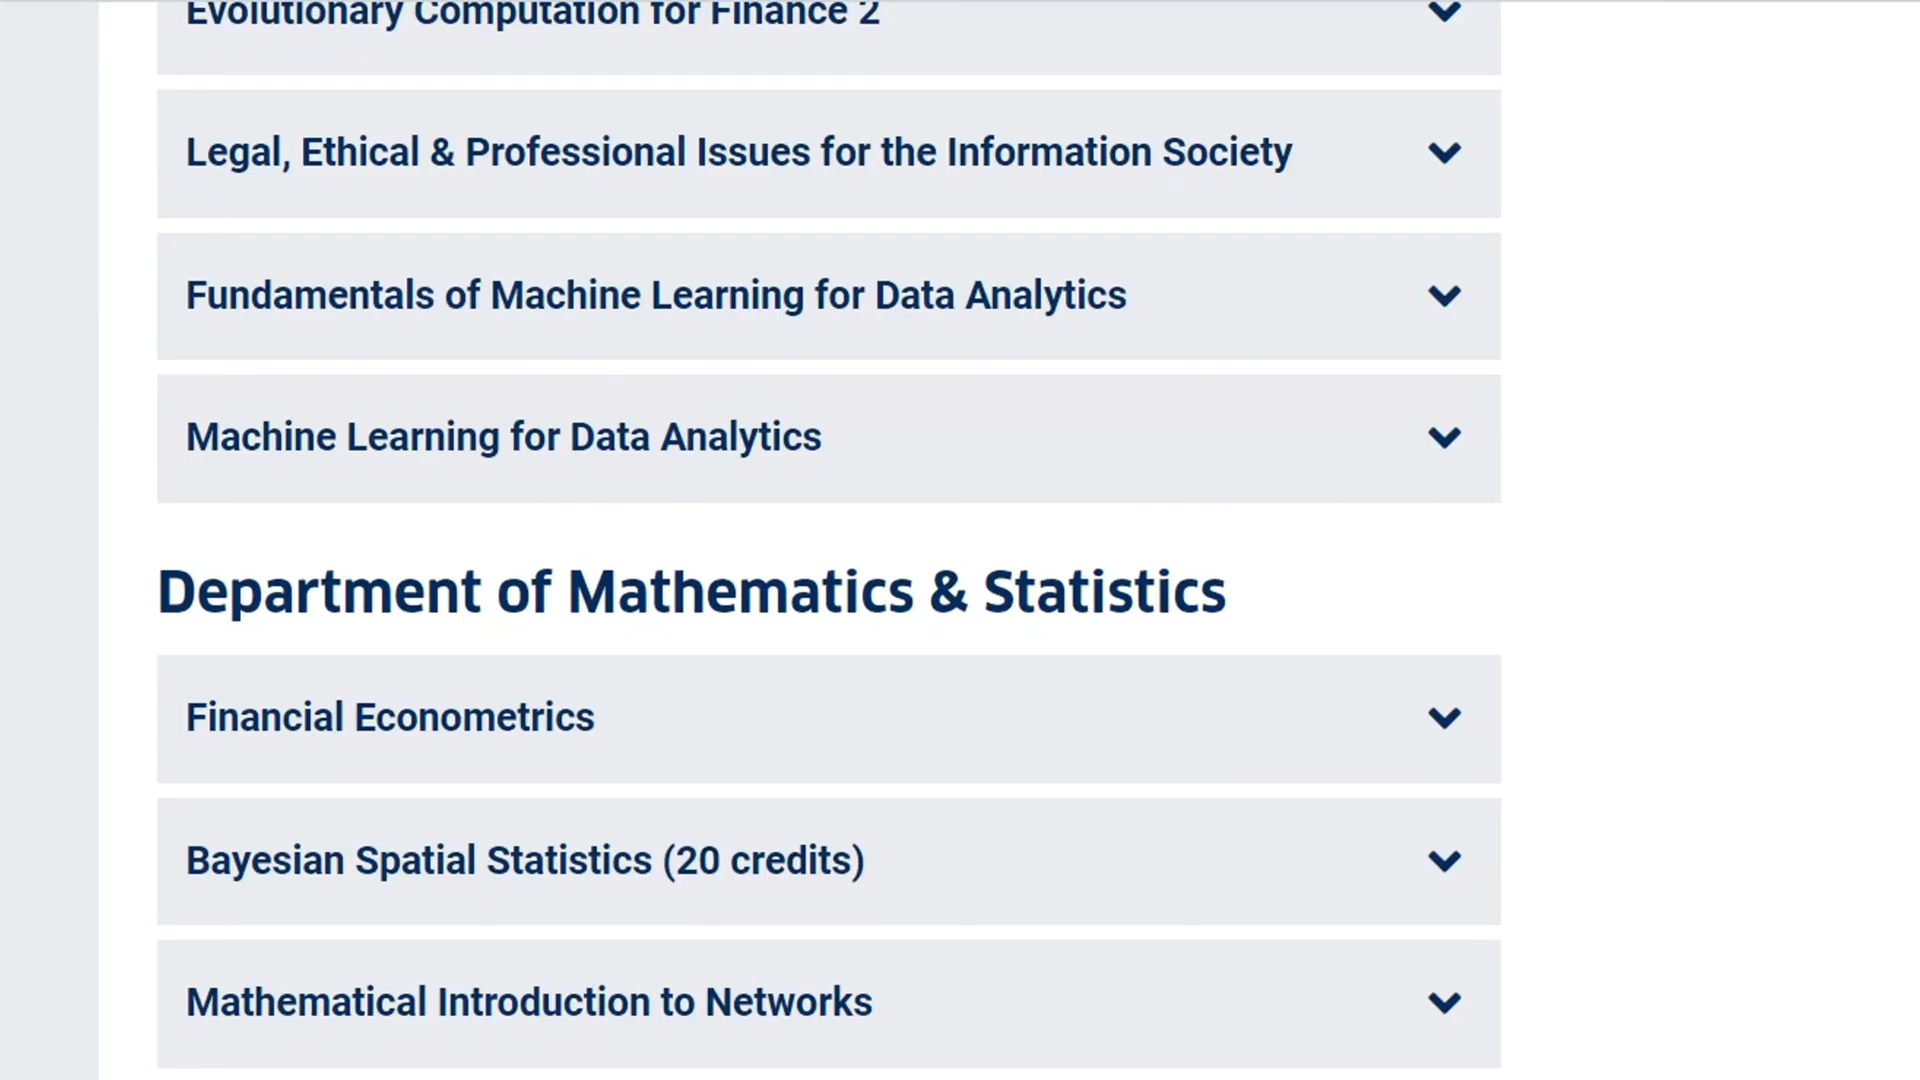 Evolutionary Computation for Finance 2
Legal, Ethical & Professional Issues for the Information Society
Fundamentals of Machine Learning for Data Analytics
Machine Learning for Data Analytics
Department of Mathematics & Statistics
Financial Econometrics
Bayesian Spatial Statistics (20 credits)
Mathematical Introduction to Networks